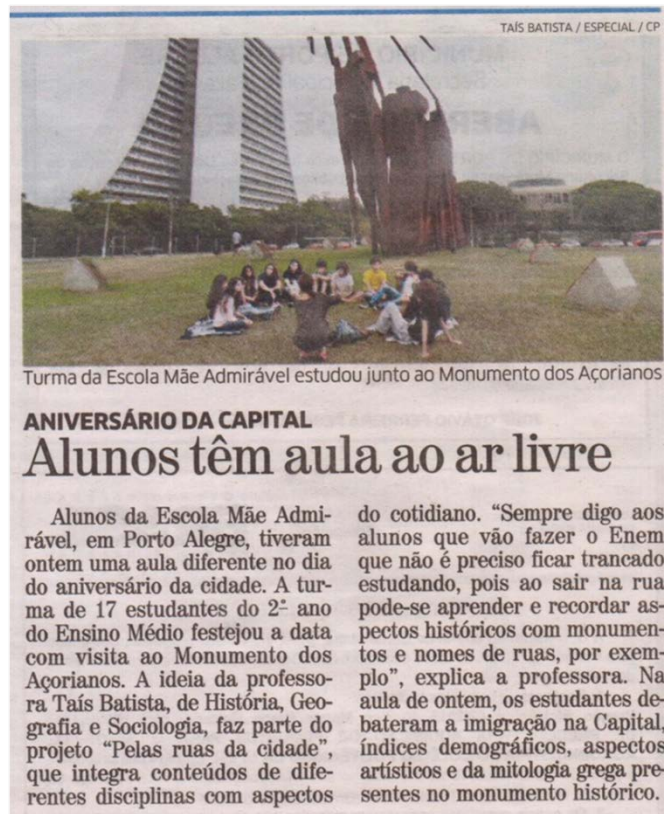 TAÍS BATISTA / ESPECIAL / CP
Turma da Escola Mãe Admirável estudou junto ao Monumento dos Açorianos
ANIVERSÁRIO DA CAPITAL
Alunos têm aula ao ar livre
Alunos da Escola Mãe Admi-
rável, em Porto Alegre, tiveram
ontem uma aula diferente no dia
do aniversário da cidade. A tur-
ma de 17 estudantes do 2º ano
do Ensino Médio festejou a data
com visita ao Monumento dos
Açorianos. A ideia da professo-
ra Taís Batista, de História, Geo-
grafia e Sociologia, faz parte do
projeto “Pelas ruas da cidade”,
que integra conteúdos de dife-
rentes disciplinas com aspectos
do cotidiano. “Sempre digo aos
alunos que vão fazer o Enem
que não é preciso ficar trancado
estudando, pois ao sair na rua
pode-se aprender e recordar as-
pectos históricos com monumen-
tos e nomes de ruas, por exem-
plo”, explica a professora. Na
aula de ontem, os estudantes de-
bateram a imigração na Capital,
índices demográficos, aspectos
artísticos e da mitologia grega pre-
sentes no monumento histórico.